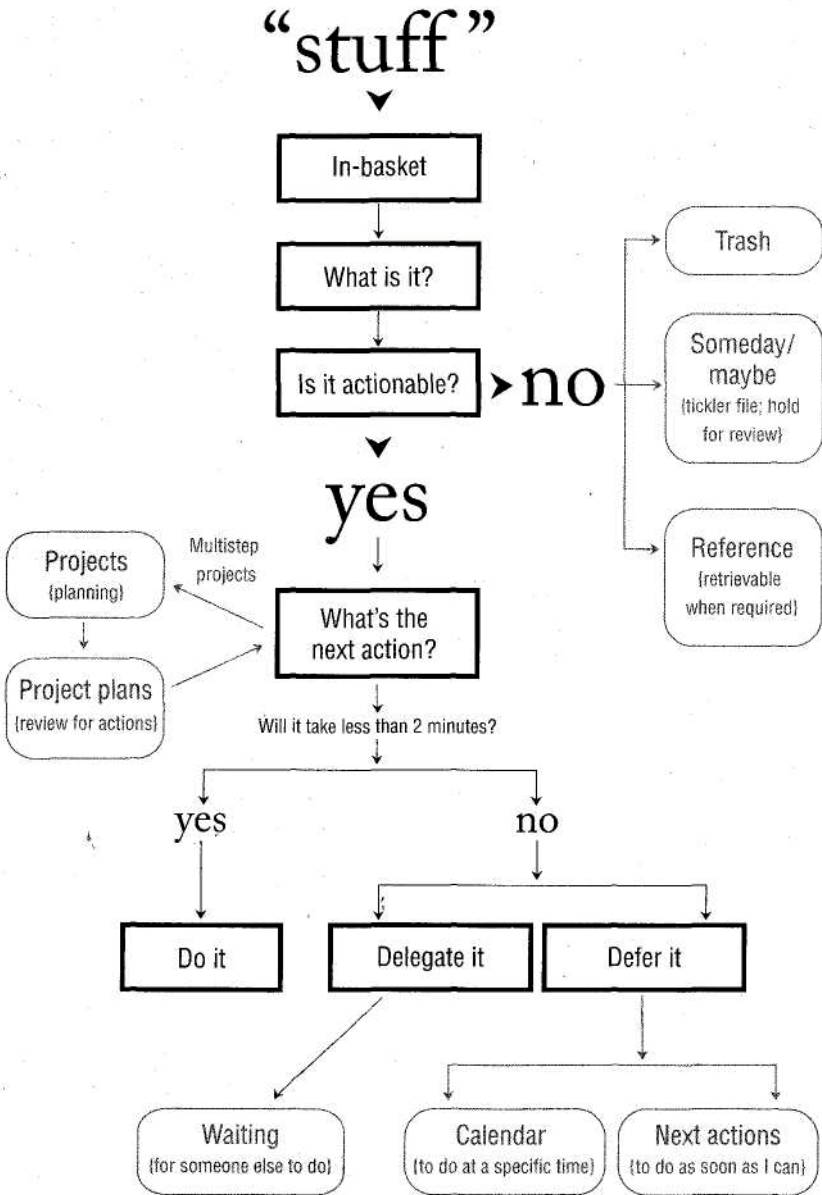 “stuff”
In-basket
What is it?
Trash
Is it actionable?
no
Someday/
maybe
{tickler file; hold
for review}
yes
Reference
{retrievable
when required}
Projects
{planning}
Multistep
projects
What's the
next action?
Project plans
{review for actions}
Will it take less than 2 minutes?
yes
no
Do it
Delegate it
Defer it
Waiting
{for someone else to do}
Calendar
{to do at a specific time}
Next actions
{to do as soon as I can}